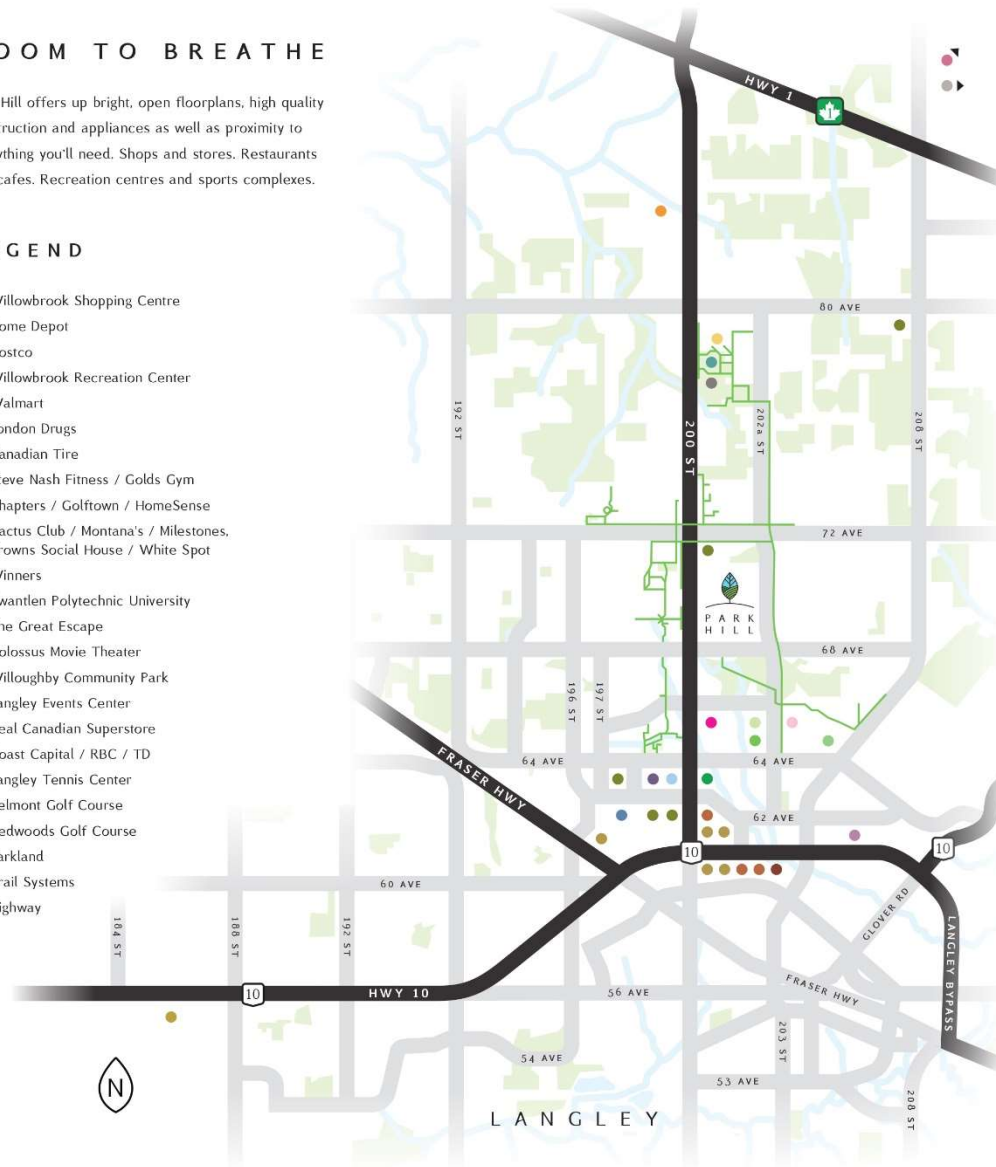 OOM TO BREATHE
Hill offers up bright, open floorplans, high quality
truction and appliances as well as proximity to
ything you'll need. Shops and stores. Restaurants
cafes. Recreation centres and sports complexes.
GEND
Willowbrook Shopping Centre
ome Depot
ostco
Willowbrook Recreation Center
Walmart
ondon Drugs
anadian Tire
teve Nash Fitness / Golds Gym
hapters / Golftown / HomeSense
actus Club / Montana's / Milestones,
rowns Social House / White Spot
Winners
wantlen Polytechnic University
he Great Escape
olossus Movie Theater
Willoughby Community Park
angley Events Center
eal Canadian Superstore
oast Capital / RBC / TD
angley Tennis Center
elmont Golf Course
edwoods Golf Course
arkland
rail Systems
ighway
HWY 1
1
80 AVE
192 ST
200 ST
202a ST
208 ST
72 AVE
PARK
HILL
68 AVE
196 ST
197 ST
64 AVE
64 AVE
FRASER HWY
62 AVE
10
10
60 AVE
GLOVER RD
184 ST
188 ST
192 ST
LANGLEY BYPASS
10
HWY 10
56 AVE
FRASER HWY
203 ST
54 AVE
53 AVE
208 ST
N
LANGLEY